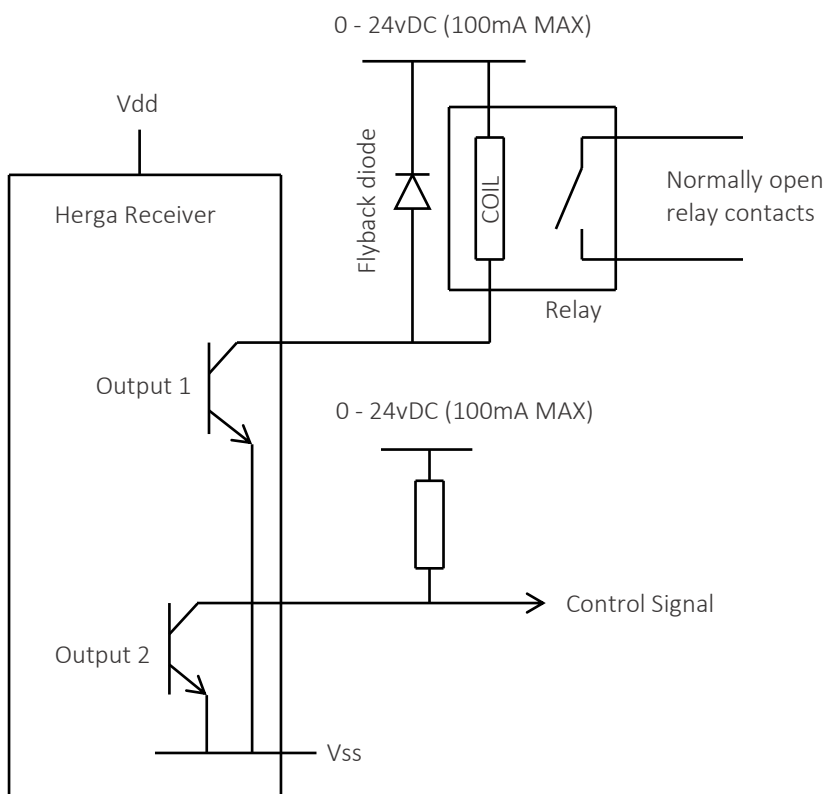 0 - 24vDC (100mA MAX)
Vdd
Herga Receiver
Flyback diode
COIL
Normally open
relay contacts
Relay
Output 1
0 - 24vDC (100mA MAX)
Control Signal
Output 2
Vss